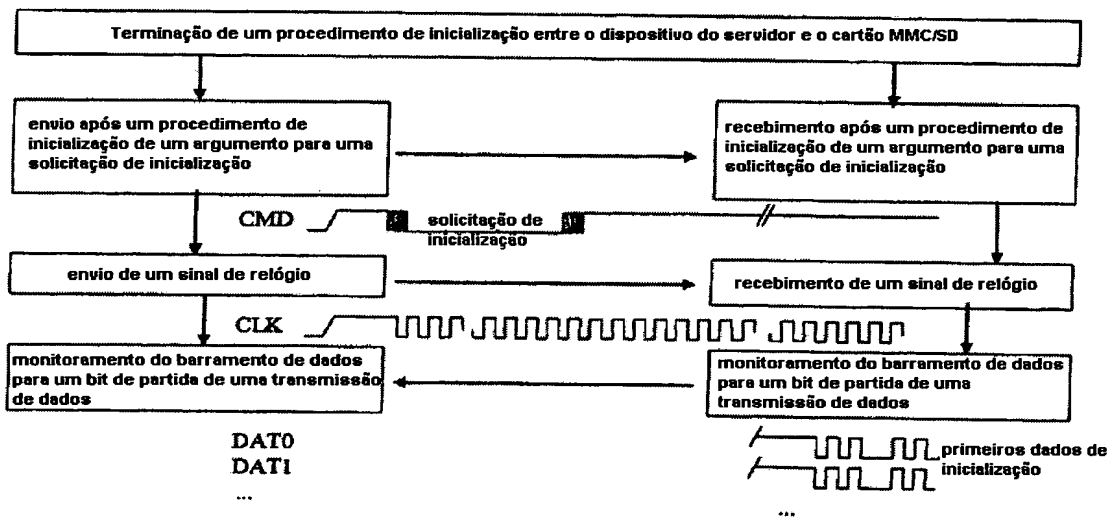 Terminação de um procedimento de inicialização entre o dispositivo do servidor e o cartão MMC/SD
envio após um procedimento de
inicialização de um argumento para uma
solicitação de inicialização
recebimento após um procedimento de
inicialização de um argumento para uma
solicitação de inicialização
CMD
solicitação de
inicialização
envio de um sinal de relógio
recebimento de um sinal de relógio
CLK
monitoramento do barramento de dados
para um bit de partida de uma transmissão
de dados
monitoramento do barramento de dados
para um bit de partida de uma
transmissão de dados
DAT0
DAT1
...
primeiros dados de
inicialização
...